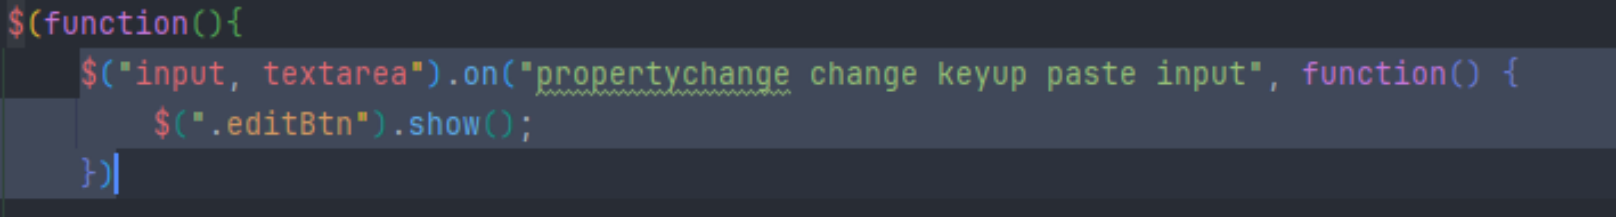 $(function(){
$("input, textarea").on("propertychange change keyup paste input", function() {
$(".editBtn").show();
})